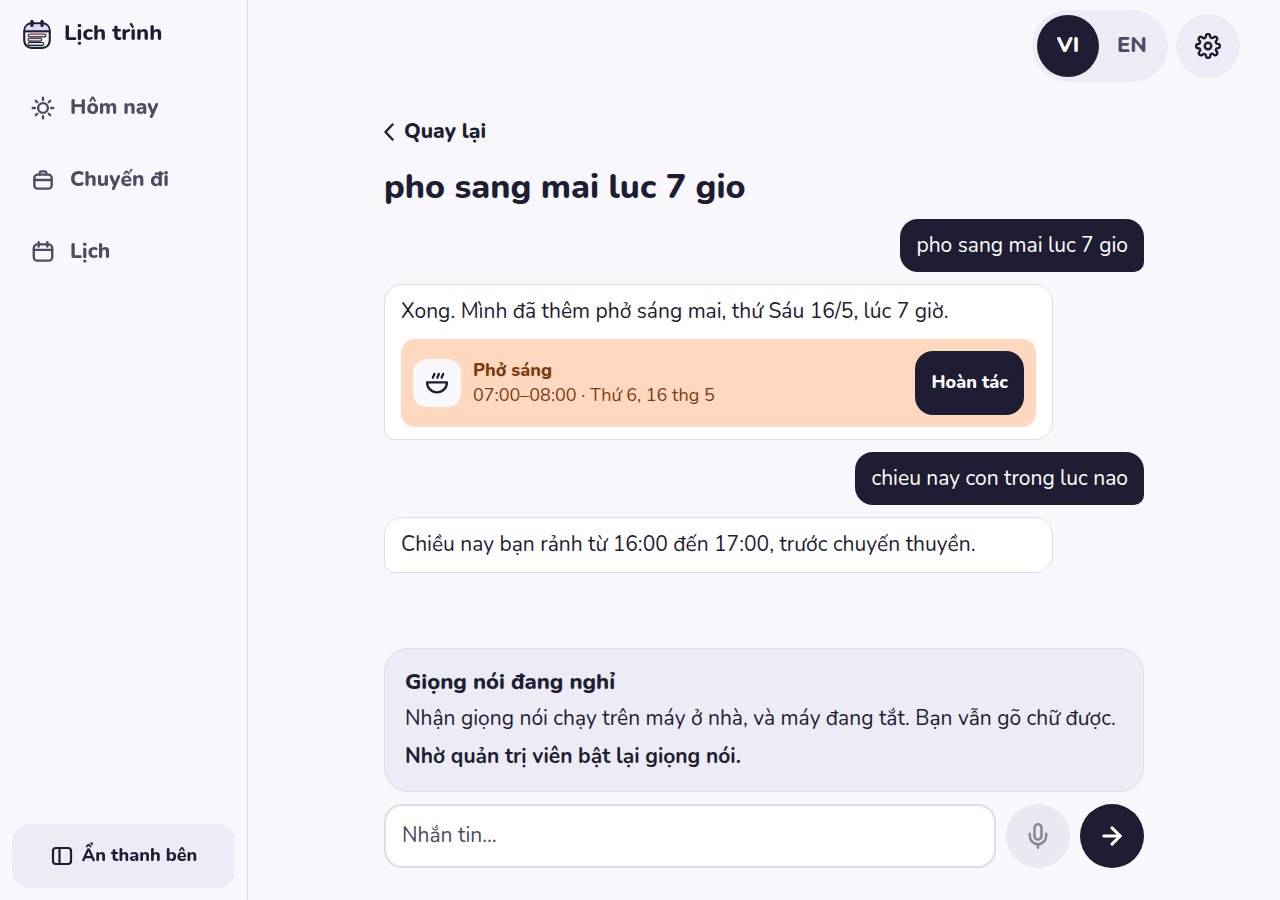 Lịch trình
VI
EN
Hôm nay
Chuyến đi
Lịch
Quay lại
pho sang mai luc 7 gio
pho sang mai luc 7 gio
Xong. Mình đã thêm phở sáng mai, thứ Sáu 16/5, lúc 7 giờ.
Phở sáng
07:00–08:00 · Thứ 6, 16 thg 5
Hoàn tác
chieu nay con trong luc nao
Chiều nay bạn rảnh từ 16:00 đến 17:00, trước chuyến thuyền.
Giọng nói đang nghỉ
Nhận giọng nói chạy trên máy ở nhà, và máy đang tắt. Bạn vẫn gõ chữ được.
Nhờ quản trị viên bật lại giọng nói.
Nhắn tin...
Ẩn thanh bên